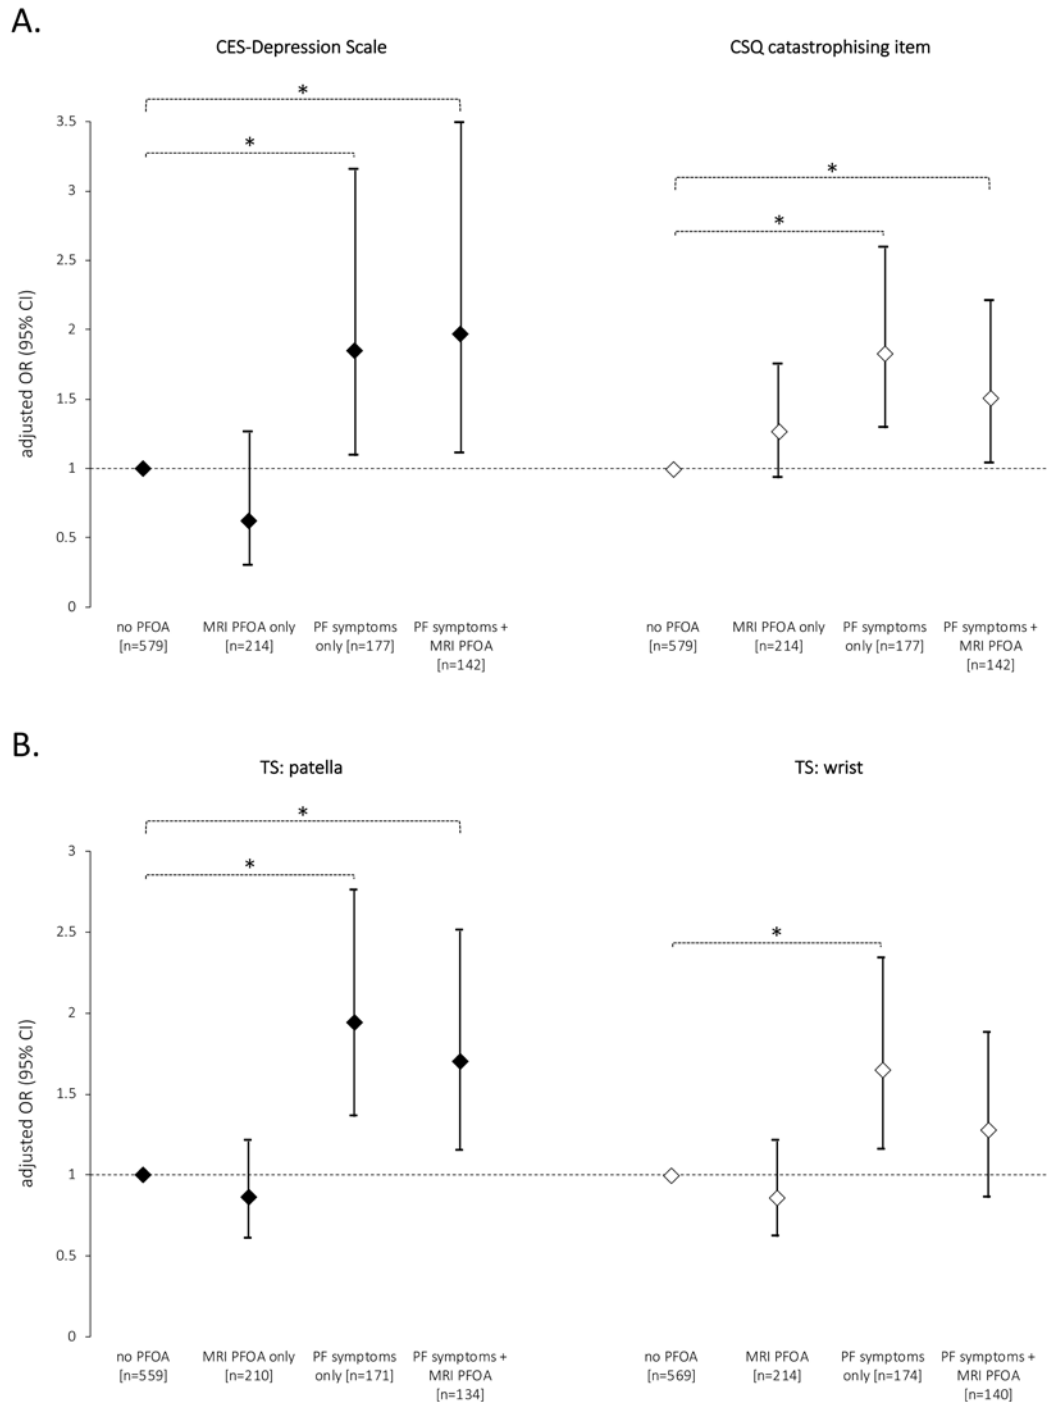 A.
CES-Depression Scale
CSQ catastrophising item
*
*
*
*
3.5
3
2.5
2
1.5
1
0.5
0
adjusted OR (95% CI)
no PFOA
[n=579]
MRI PFOA only
[n=214]
PF symptoms
only [n=177]
PF symptoms +
MRI PFOA
[n=142]
no PFOA
[n=579]
MRI PFOA only
[n=214]
PF symptoms
only [n=177]
PF symptoms +
MRI PFOA
[n=142]
B.
TS: patella
TS: wrist
*
*
*
3
2.5
2
1.5
1
0.5
0
adjusted OR (95% CI)
no PFOA
[n=559]
MRI PFOA only
[n=210]
PF symptoms
only [n=171]
PF symptoms +
MRI PFOA
[n=134]
no PFOA
[n=569]
MRI PFOA
[n=214]
PF symptoms
only [n=174]
PF symptoms +
MRI PFOA
[n=140]